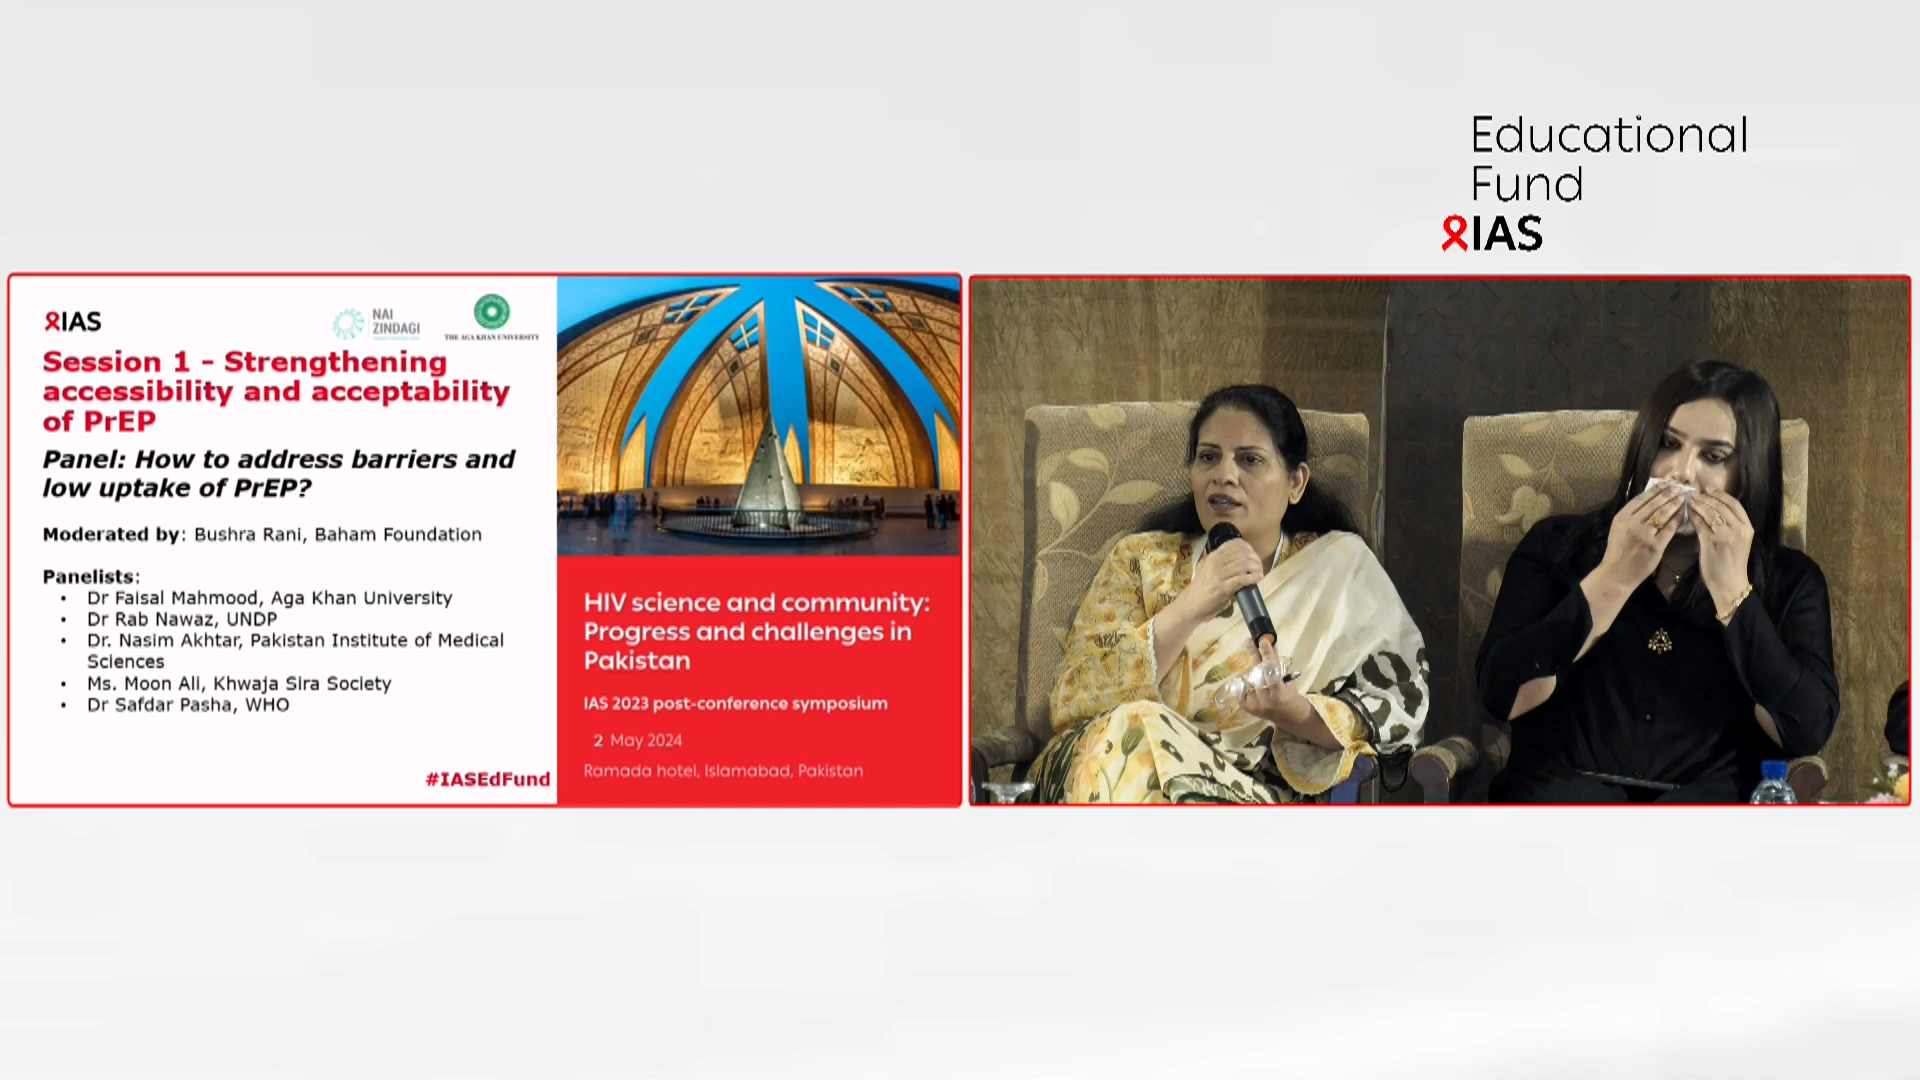 Educational
Fund
IAS
IAS
NAI
ZINDAGI
THE AGA KHAN UNIVERSITY
Session 1 - Strengthening
accessibility and acceptability
of PrEP
Panel: How to address barriers and
low uptake of PrEP?
Moderated by: Bushra Rani, Baham Foundation
Panelists:
• Dr Faisal Mahmood, Aga Khan University
• Dr Rab Nawaz, UNDP
• Dr. Nasim Akhtar, Pakistan Institute of Medical
Sciences
• Ms. Moon Ali, Khwaja Sira Society
• Dr Safdar Pasha, WHO
#IASEdFund
HIV science and community:
Progress and challenges in
Pakistan
IAS 2023 post-conference symposium
2 May 2024
Ramada hotel, Islamabad, Pakistan